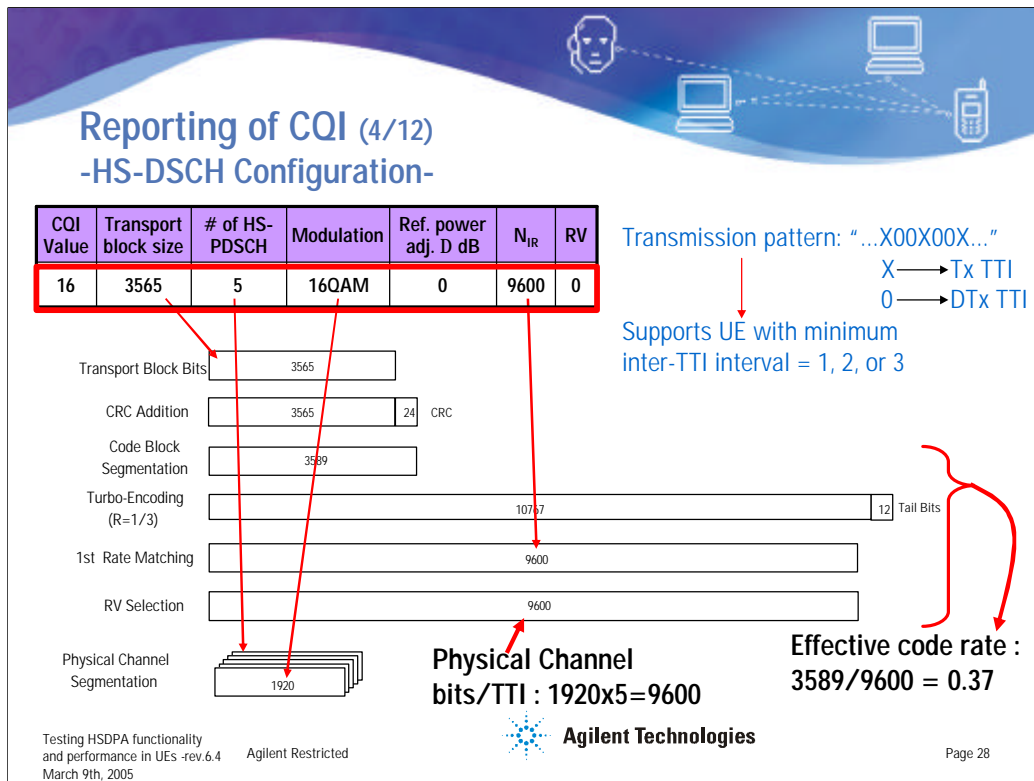 Reporting of CQI (4/12)
-HS-DSCH Configuration-
CQI Value Transport block size # of HS-PDSCH Modulation Ref. power adj. D dB N_IR RV
16 3565 5 16QAM 0 9600 0
Transmission pattern: “...X00X00X...”
X Tx TTI
0 DTx TTI
Supports UE with minimum
inter-TTI interval = 1, 2, or 3
Transport Block Bits 3565
CRC Addition 3565 24 CRC
Code Block
Segmentation 3589
Turbo-Encoding
(R=1/3) 10767 12 Tail Bits
1st Rate Matching 9600
RV Selection 9600
Physical Channel
Segmentation 1920
Physical Channel
bits/TTI : 1920x5=9600
Effective code rate :
3589/9600 = 0.37
Testing HSDPA functionality
and performance in UEs -rev.6.4
March 9th, 2005
Agilent Restricted
Agilent Technologies
Page 28